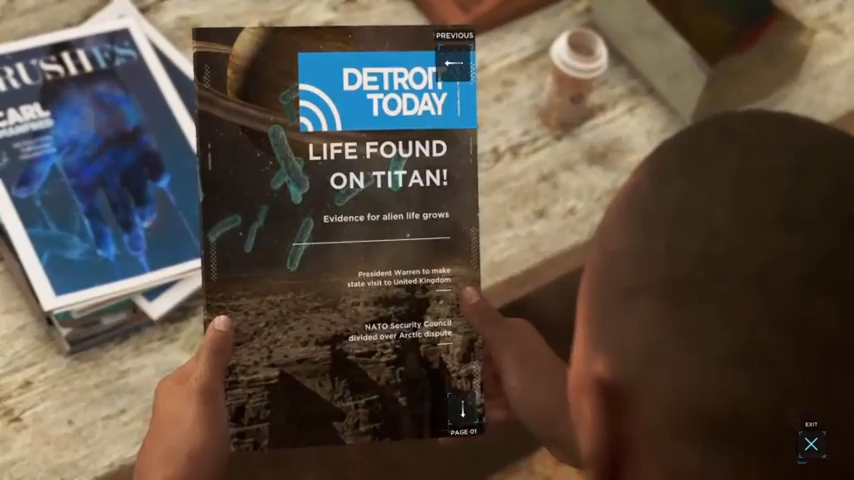 RUSHES
CARL
PREVIOUS
DETROIT
TODAY
LIFE FOUND
ON TITAN!
Evidence for alien life grows
President Warren to make
state visit to United Kingdom
NATO Security Council
divided over Arctic dispute
PAGE 01
EXIT